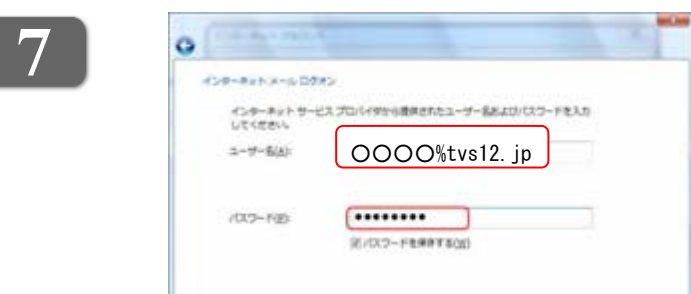 7
インターネット メール ログオン
インターネット サービス プロバイダから提供されたユーザー名およびパスワードを入力
してください。
ユーザー名(A):
○○○○%tvs12.jp
パスワード(P):
●●●●●●●●
パスワードを保存する(W)